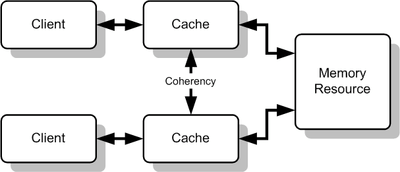 Client
Cache
Coherency
Memory
Resource
Client
Cache